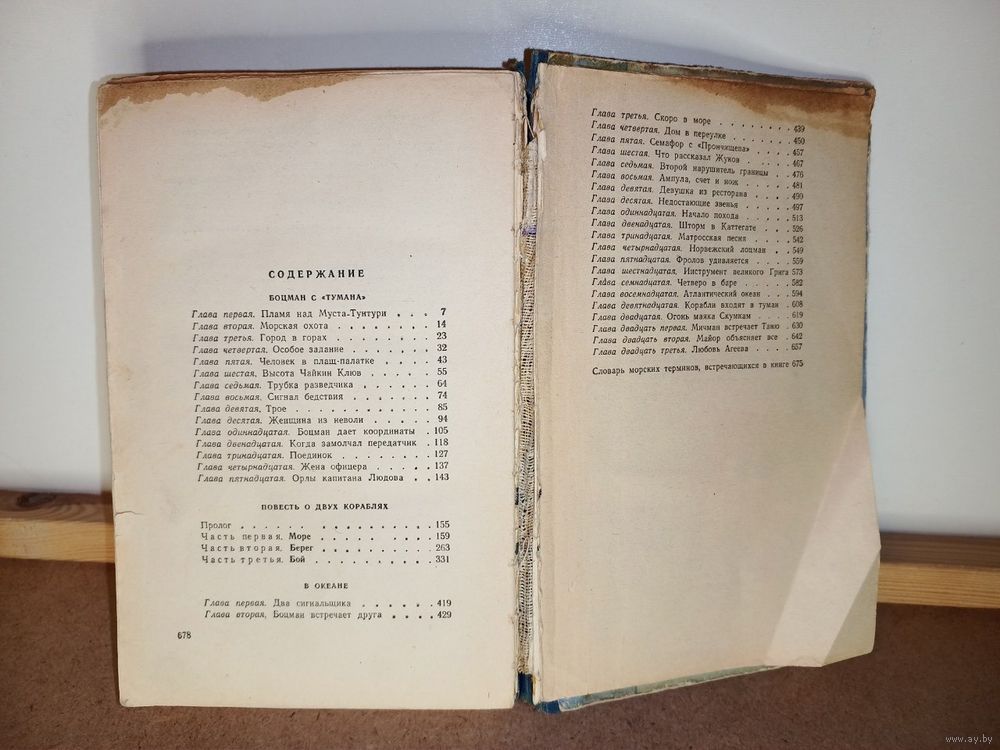 СОДЕРЖАНИЕ
БОЦМАН С «ТУМАНА»
Глава первая. Пламя над Муста-Тунтури . . . 7
Глава вторая. Морская охота . . . . . . . . 14
Глава третья. Город в горах . . . . . . . . 23
Глава четвертая. Особое задание . . . . . . 32
Глава пятая. Человек в плащ-палатке . . . . 43
Глава шестая. Высота Чайкин Клюв . . . . . 55
Глава седьмая. Трубка разведчика . . . . . . 64
Глава восьмая. Сигнал бедствия . . . . . . . 74
Глава девятая. Трое . . . . . . . . . . . . 85
Глава десятая. Женщина из неволи . . . . . 94
Глава одиннадцатая. Боцман дает координаты . 105
Глава двенадцатая. Когда замолчал передатчик . 118
Глава тринадцатая. Поединок . . . . . . . . 127
Глава четырнадцатая. Жена офицера . . . . . 137
Глава пятнадцатая. Орлы капитана Людова . . 143
ПОВЕСТЬ О ДВУХ КОРАБЛЯХ
Пролог . . . . . . . . . . . . . . . 155
Часть первая. Море . . . . . . . . . 159
Часть вторая. Берег . . . . . . . . . 263
Часть третья. Бой . . . . . . . . . . 331
В ОКЕАНЕ
Глава первая. Два сигнальщика . . . . . . 419
Глава вторая. Боцман встречает друга . . . . 429
678
Глава третья. Скоро в море . . . . . . . . 439
Глава четвертая. Дом в переулке . . . . . . 450
Глава пятая. Семафор с «Прончищева» . . . . 457
Глава шестая. Что рассказал Жуков . . . . . 467
Глава седьмая. Второй нарушитель границы . . 476
Глава восьмая. Ампула, счет и нож . . . . . 481
Глава девятая. Девушка из ресторана . . . . 490
Глава десятая. Недостающие звенья . . . . . 497
Глава одиннадцатая. Начало похода . . . . . 513
Глава двенадцатая. Шторм в Каттегате . . . 526
Глава тринадцатая. Матросская песня . . . . 542
Глава четырнадцатая. Норвежский лоцман . . 549
Глава пятнадцатая. Фролов удивляется . . . . 559
Глава шестнадцатая. Инструмент великого Грига 573
Глава семнадцатая. Четверо в баре . . . . . 582
Глава восемнадцатая. Атлантический океан . . 594
Глава девятнадцатая. Корабли входят в туман . 608
Глава двадцатая. Огонь маяка Скумкам . . . . 619
Глава двадцать первая. Мичман встречает Таню . 630
Глава двадцать вторая. Майор объясняет все . . 642
Глава двадцать третья. Любовь Агеева . . . . 657
Словарь морских терминов, встречающихся в книге 675
www.ay.by